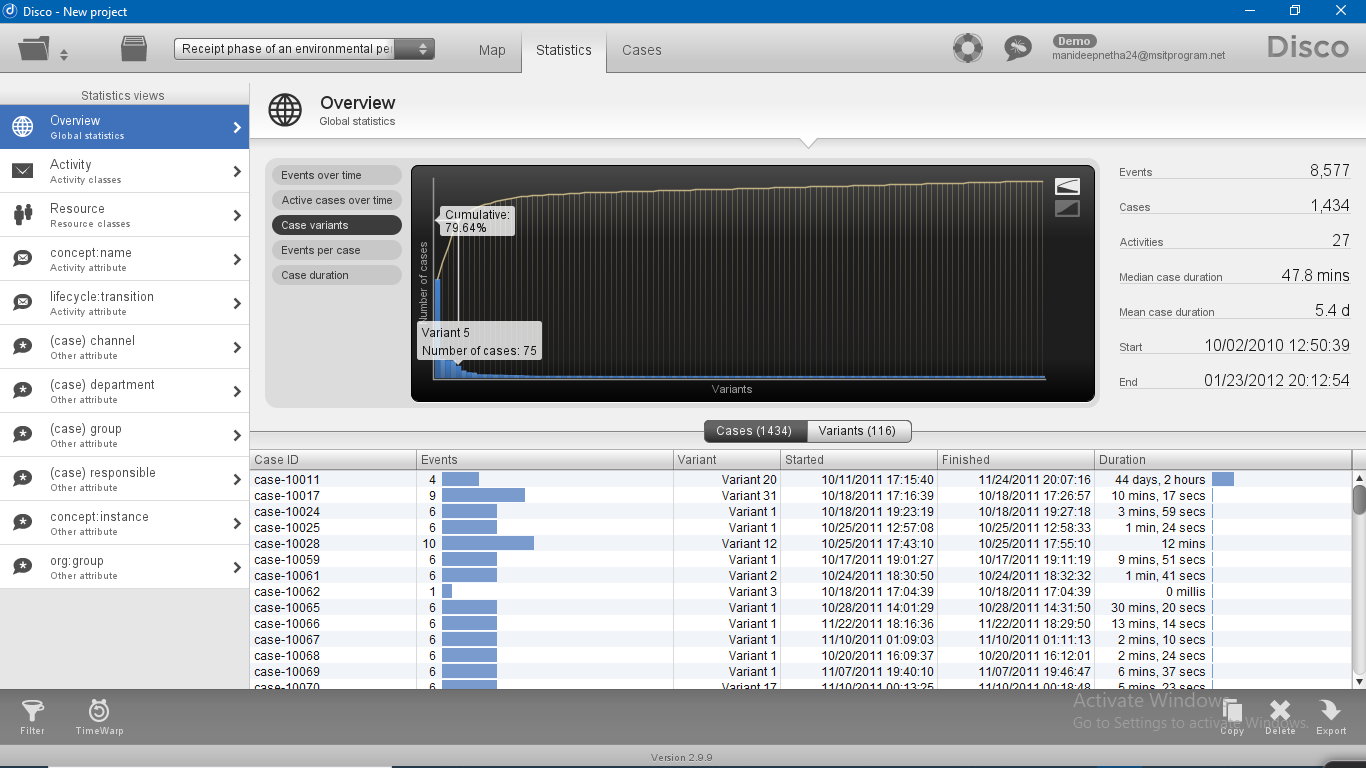 Disco - New project
Receipt phase of an environmental pe
Map
Statistics
Cases
Demo
manideepnetha24@msitprogram.net
Disco
Statistics views
Overview
Global statistics
Activity
Activity classes
Resource
Resource classes
concept:name
Activity attribute
lifecycle:transition
Activity attribute
(case) channel
Other attribute
(case) department
Other attribute
(case) group
Other attribute
(case) responsible
Other attribute
concept:instance
Other attribute
org:group
Other attribute
Overview
Global statistics
Events over time
Active cases over time
Case variants
Events per case
Case duration
Number of cases
Cumulative:
79.64%
Variant 5
Number of cases: 75
Variants
Events 8,577
Cases 1,434
Activities 27
Median case duration 47.8 mins
Mean case duration 5.4 d
Start 10/02/2010 12:50:39
End 01/23/2012 20:12:54
Cases (1434) Variants (116)
Case ID Events Variant Started Finished Duration
case-10011 4 Variant 20 10/11/2011 17:15:40 11/24/2011 20:07:16 44 days, 2 hours
case-10017 9 Variant 31 10/18/2011 17:16:39 10/18/2011 17:26:57 10 mins, 17 secs
case-10024 6 Variant 1 10/18/2011 19:23:19 10/18/2011 19:27:18 3 mins, 59 secs
case-10025 6 Variant 1 10/25/2011 12:57:08 10/25/2011 12:58:33 1 min, 24 secs
case-10028 10 Variant 12 10/25/2011 17:43:10 10/25/2011 17:55:10 12 mins
case-10059 6 Variant 1 10/17/2011 19:01:27 10/17/2011 19:11:19 9 mins, 51 secs
case-10061 6 Variant 2 10/24/2011 18:30:50 10/24/2011 18:32:32 1 min, 41 secs
case-10062 1 Variant 3 10/18/2011 17:04:39 10/18/2011 17:04:39 0 millis
case-10065 6 Variant 1 10/28/2011 14:01:29 10/28/2011 14:31:50 30 mins, 20 secs
case-10066 6 Variant 1 11/22/2011 18:16:36 11/22/2011 18:29:50 13 mins, 14 secs
case-10067 6 Variant 1 11/10/2011 01:09:03 11/10/2011 01:11:13 2 mins, 10 secs
case-10068 6 Variant 1 10/20/2011 16:09:37 10/20/2011 16:12:01 2 mins, 24 secs
case-10069 6 Variant 1 11/07/2011 19:40:10 11/07/2011 19:46:47 6 mins, 37 secs
case-10070 6 Variant 17 11/10/2011 00:13:25 11/10/2011 00:18:48 5 mins, 23 secs
Activate Windows
Go to Settings to activate Windows.
Filter
TimeWarp
Copy
Delete
Export
Version 2.9.9